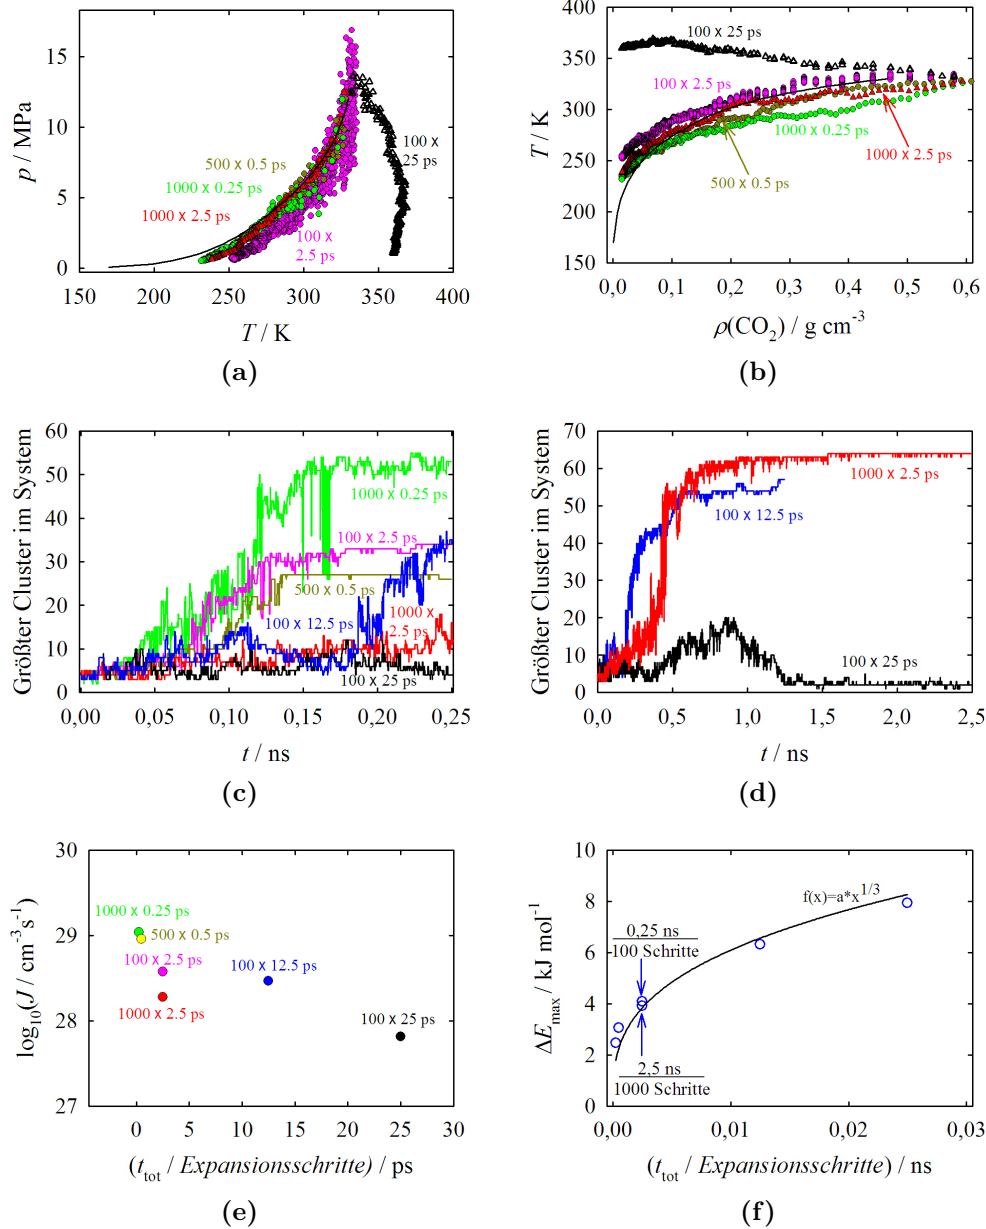 p / MPa
15
10
5
0
150
200
250
300
350
400
T / K
500 x 0.5 ps
1000 x 0.25 ps
1000 x 2.5 ps
100 x
2.5 ps
100 x
25 ps
(a)
T / K
400
350
300
250
200
150
0,0
0,1
0,2
0,3
0,4
0,5
0,6
ρ(CO₂) / g cm⁻³
100 x 25 ps
100 x 2.5 ps
1000 x 0.25 ps
1000 x 2.5 ps
500 x 0.5 ps
(b)
Größter Cluster im System
60
50
40
30
20
10
0
0,00
0,05
0,10
0,15
0,20
0,25
t / ns
1000 x 0.25 ps
100 x 2.5 ps
500 x 0.5 ps
100 x 12.5 ps
1000 x
2.5 ps
100 x 25 ps
(c)
Größter Cluster im System
70
60
50
40
30
20
10
0
0,0
0,5
1,0
1,5
2,0
2,5
t / ns
1000 x 2.5 ps
100 x 12.5 ps
100 x 25 ps
(d)
log₁₀(J / cm⁻³s⁻¹)
30
29
28
27
0
5
10
15
20
25
30
(t_tot / Expansionsschritte) / ps
1000 x 0.25 ps
500 x 0.5 ps
100 x 2.5 ps
1000 x 2.5 ps
100 x 12.5 ps
100 x 25 ps
(e)
ΔE_max / kJ mol⁻¹
10
8
6
4
2
0
0,00
0,01
0,02
0,03
(t_tot / Expansionsschritte) / ns
f(x)=a*x^1/3
0,25 ns
100 Schritte
2,5 ns
1000 Schritte
(f)